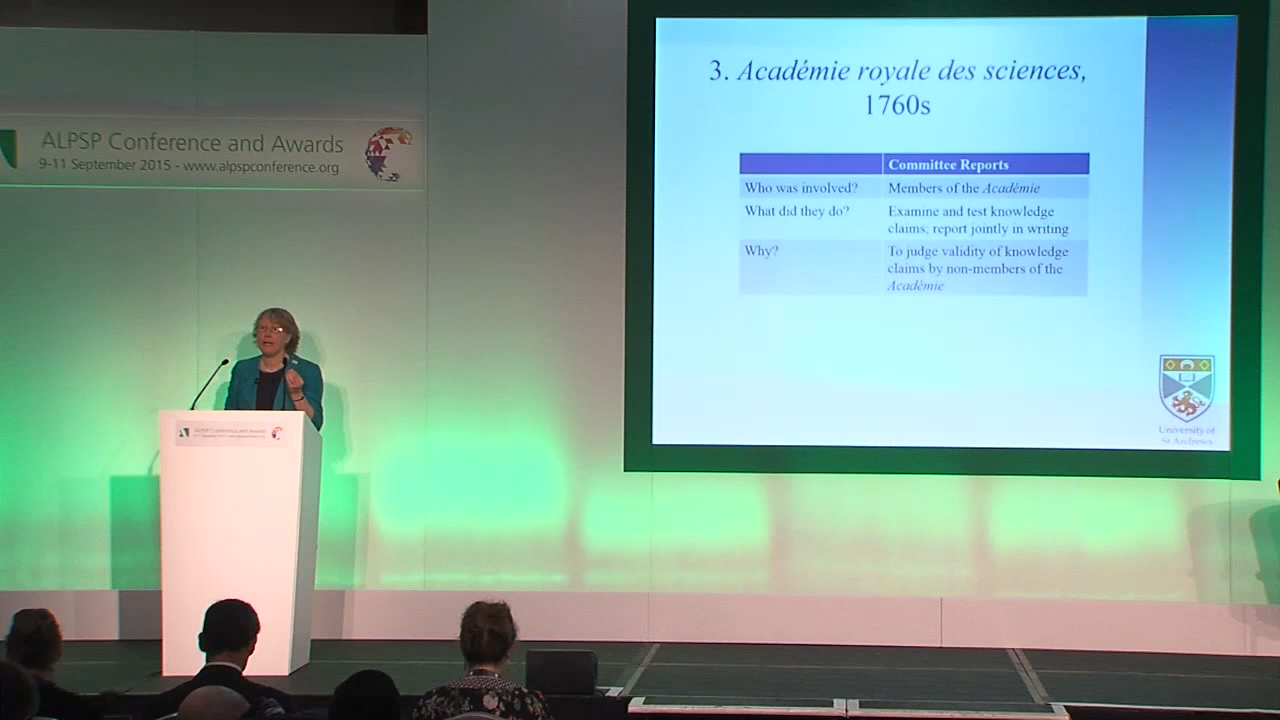 ALPSP Conference and Awards
9-11 September 2015 - www.alpspconference.org
3. Académie royale des sciences,
1760s
Committee Reports
Who was involved? Members of the Académie
What did they do? Examine and test knowledge
claims; report jointly in writing
Why? To judge validity of knowledge
claims by non-members of the
Académie
University of
St Andrews
ALPSP Conference and Awards